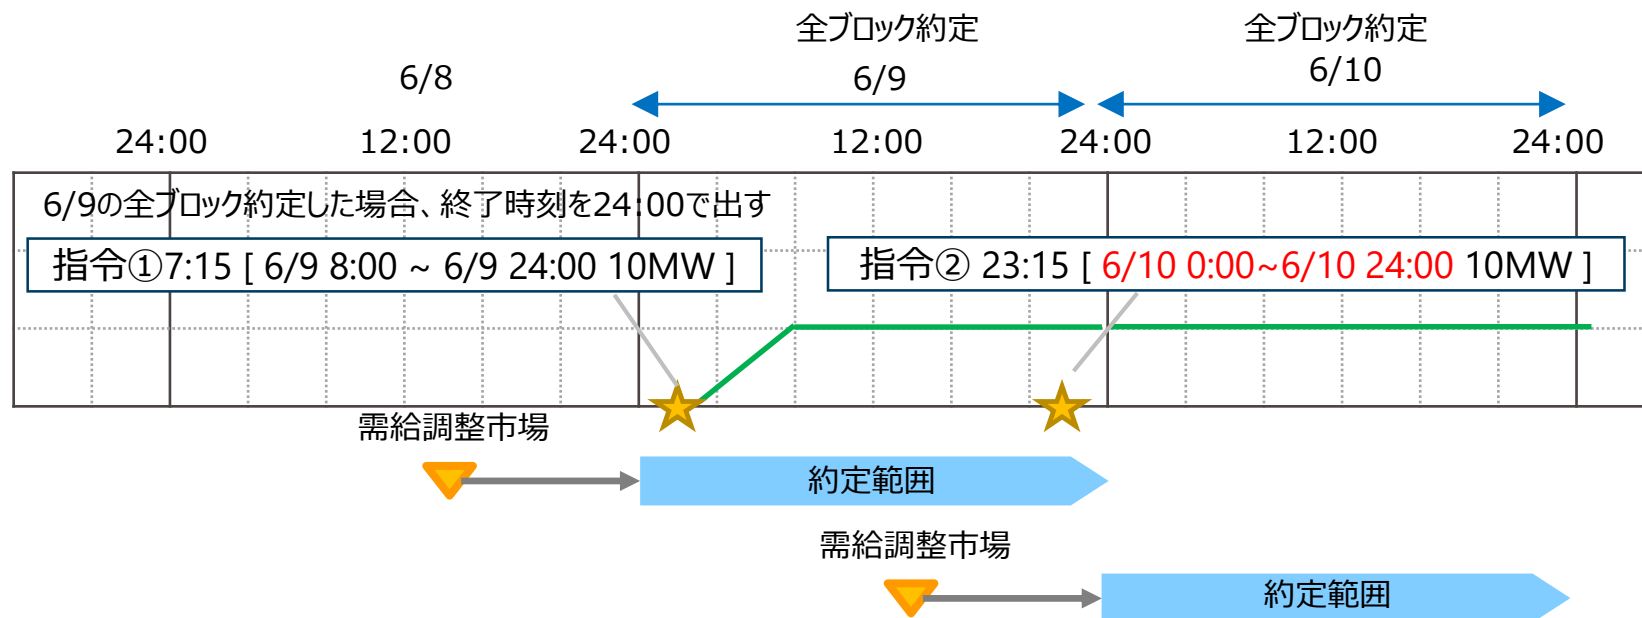 全ブロック約定
全ブロック約定
6/8
6/9
6/10
24:00
12:00
24:00
12:00
24:00
12:00
24:00
6/9の全ブロック約定した場合、終了時刻を24:00で出す
指令①7:15 [ 6/9 8:00 ~ 6/9 24:00 10MW ]
指令② 23:15 [ 6/10 0:00~6/10 24:00 10MW ]
需給調整市場
約定範囲
需給調整市場
約定範囲